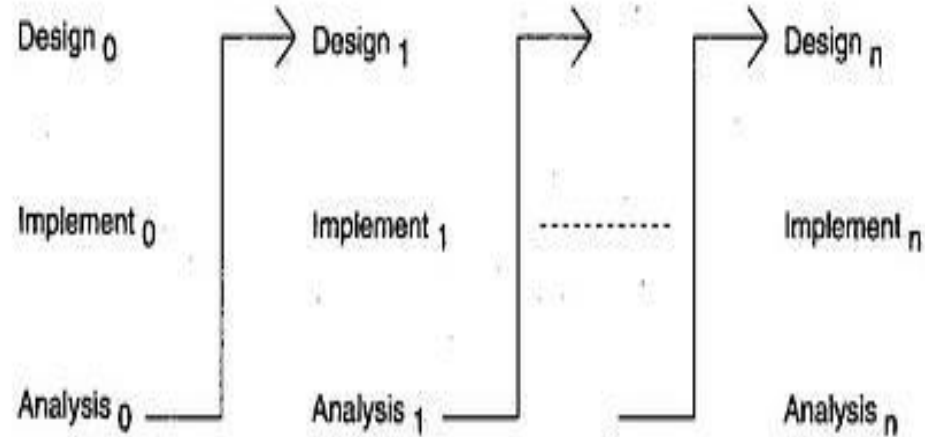 Design 0 Design 1 Design n
Implement 0 Implement 1 Implement n
Analysis 0 Analysis 1 Analysis n